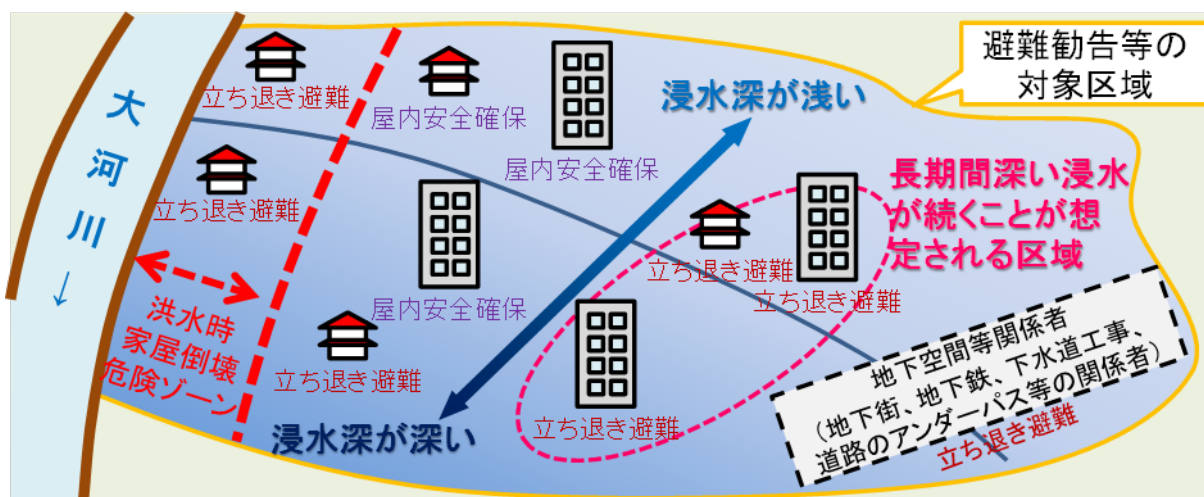 避難勧告等の
対象区域
大河川↓
立ち退き避難
屋内安全確保
屋内安全確保
浸水深が浅い
立ち退き避難
長期間深い浸水
が続くことが想
定される区域
屋内安全確保
立ち退き避難
立ち退き避難
洪水時
家屋倒壊
危険ゾーン
立ち退き避難
立ち退き避難
浸水深が深い
地下空間等関係者
(地下街、地下鉄、下水道工事、
道路のアンダーパス等の関係者)
立ち退き避難